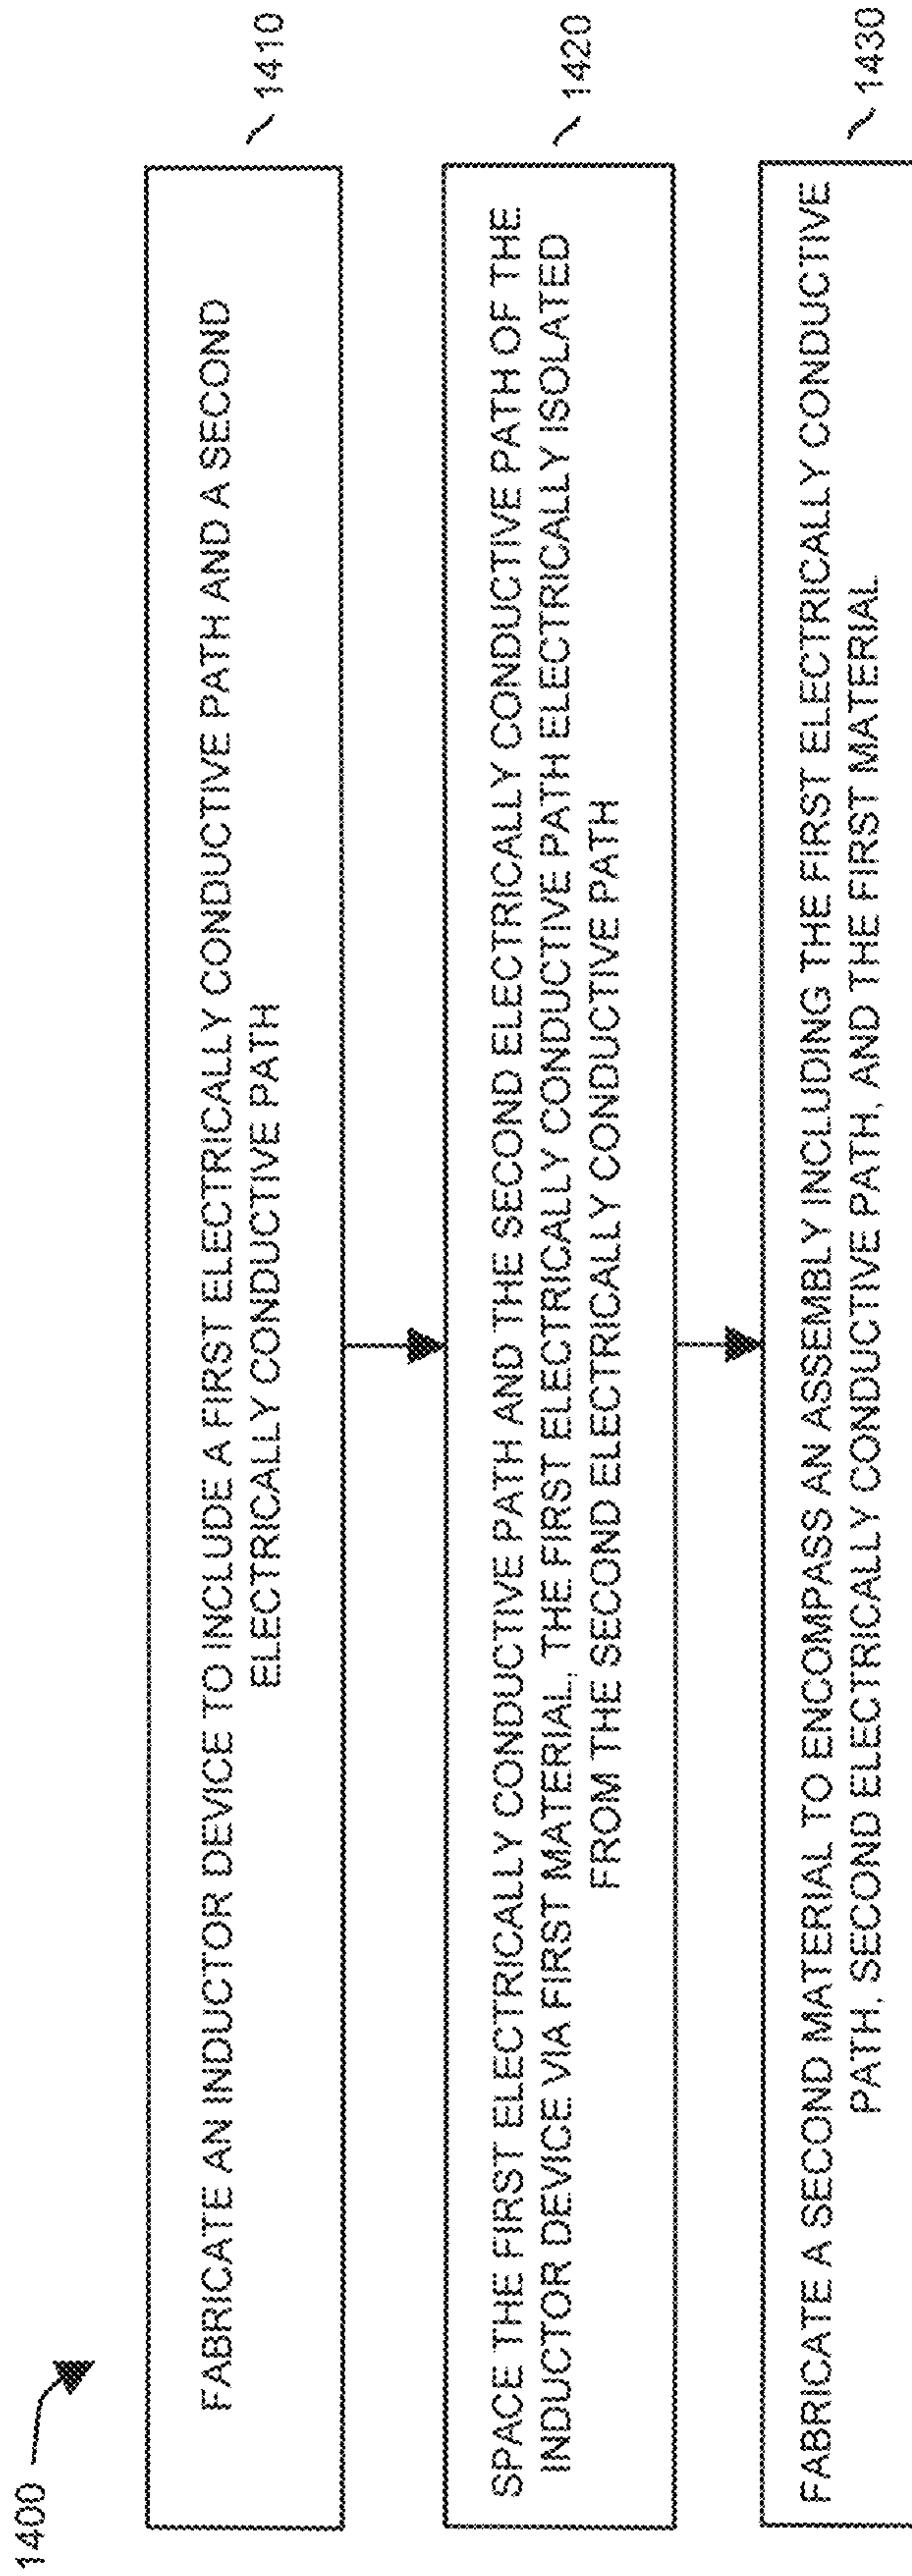 1400
FABRICATE AN INDUCTOR DEVICE TO INCLUDE A FIRST ELECTRICALLY CONDUCTIVE PATH AND A SECOND
ELECTRICALLY CONDUCTIVE PATH
1410
SPACE THE FIRST ELECTRICALLY CONDUCTIVE PATH AND THE SECOND ELECTRICALLY CONDUCTIVE PATH OF THE
INDUCTOR DEVICE VIA FIRST MATERIAL, THE FIRST ELECTRICALLY CONDUCTIVE PATH ELECTRICALLY ISOLATED
FROM THE SECOND ELECTRICALLY CONDUCTIVE PATH
1420
FABRICATE A SECOND MATERIAL TO ENCOMPASS AN ASSEMBLY INCLUDING THE FIRST ELECTRICALLY CONDUCTIVE
PATH, SECOND ELECTRICALLY CONDUCTIVE PATH, AND THE FIRST MATERIAL
1430